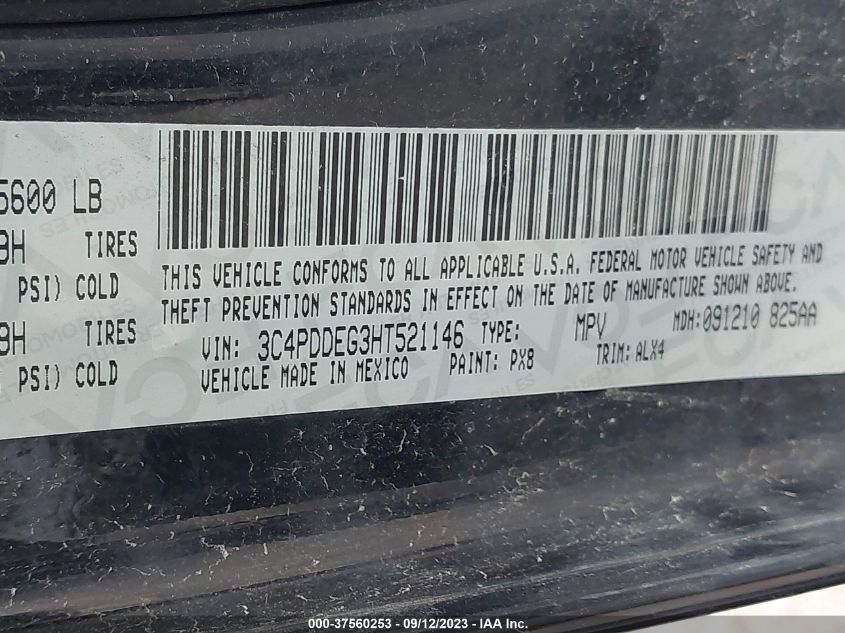 5600 LB
TIRES
PSI) COLD
TIRES
PSI) COLD
THIS VEHICLE CONFORMS TO ALL APPLICABLE U.S.A. FEDERAL MOTOR VEHICLE SAFETY AND
THEFT PREVENTION STANDARDS IN EFFECT ON THE DATE OF MANUFACTURE SHOWN ABOVE.
VIN: 3C4PDDEG3HT521146 TYPE: MPV MDH:091210 825AA
VEHICLE MADE IN MEXICO PAINT: PX8 TRIM: ALX4
000-37560253 - 09/12/2023 - IAA Inc.